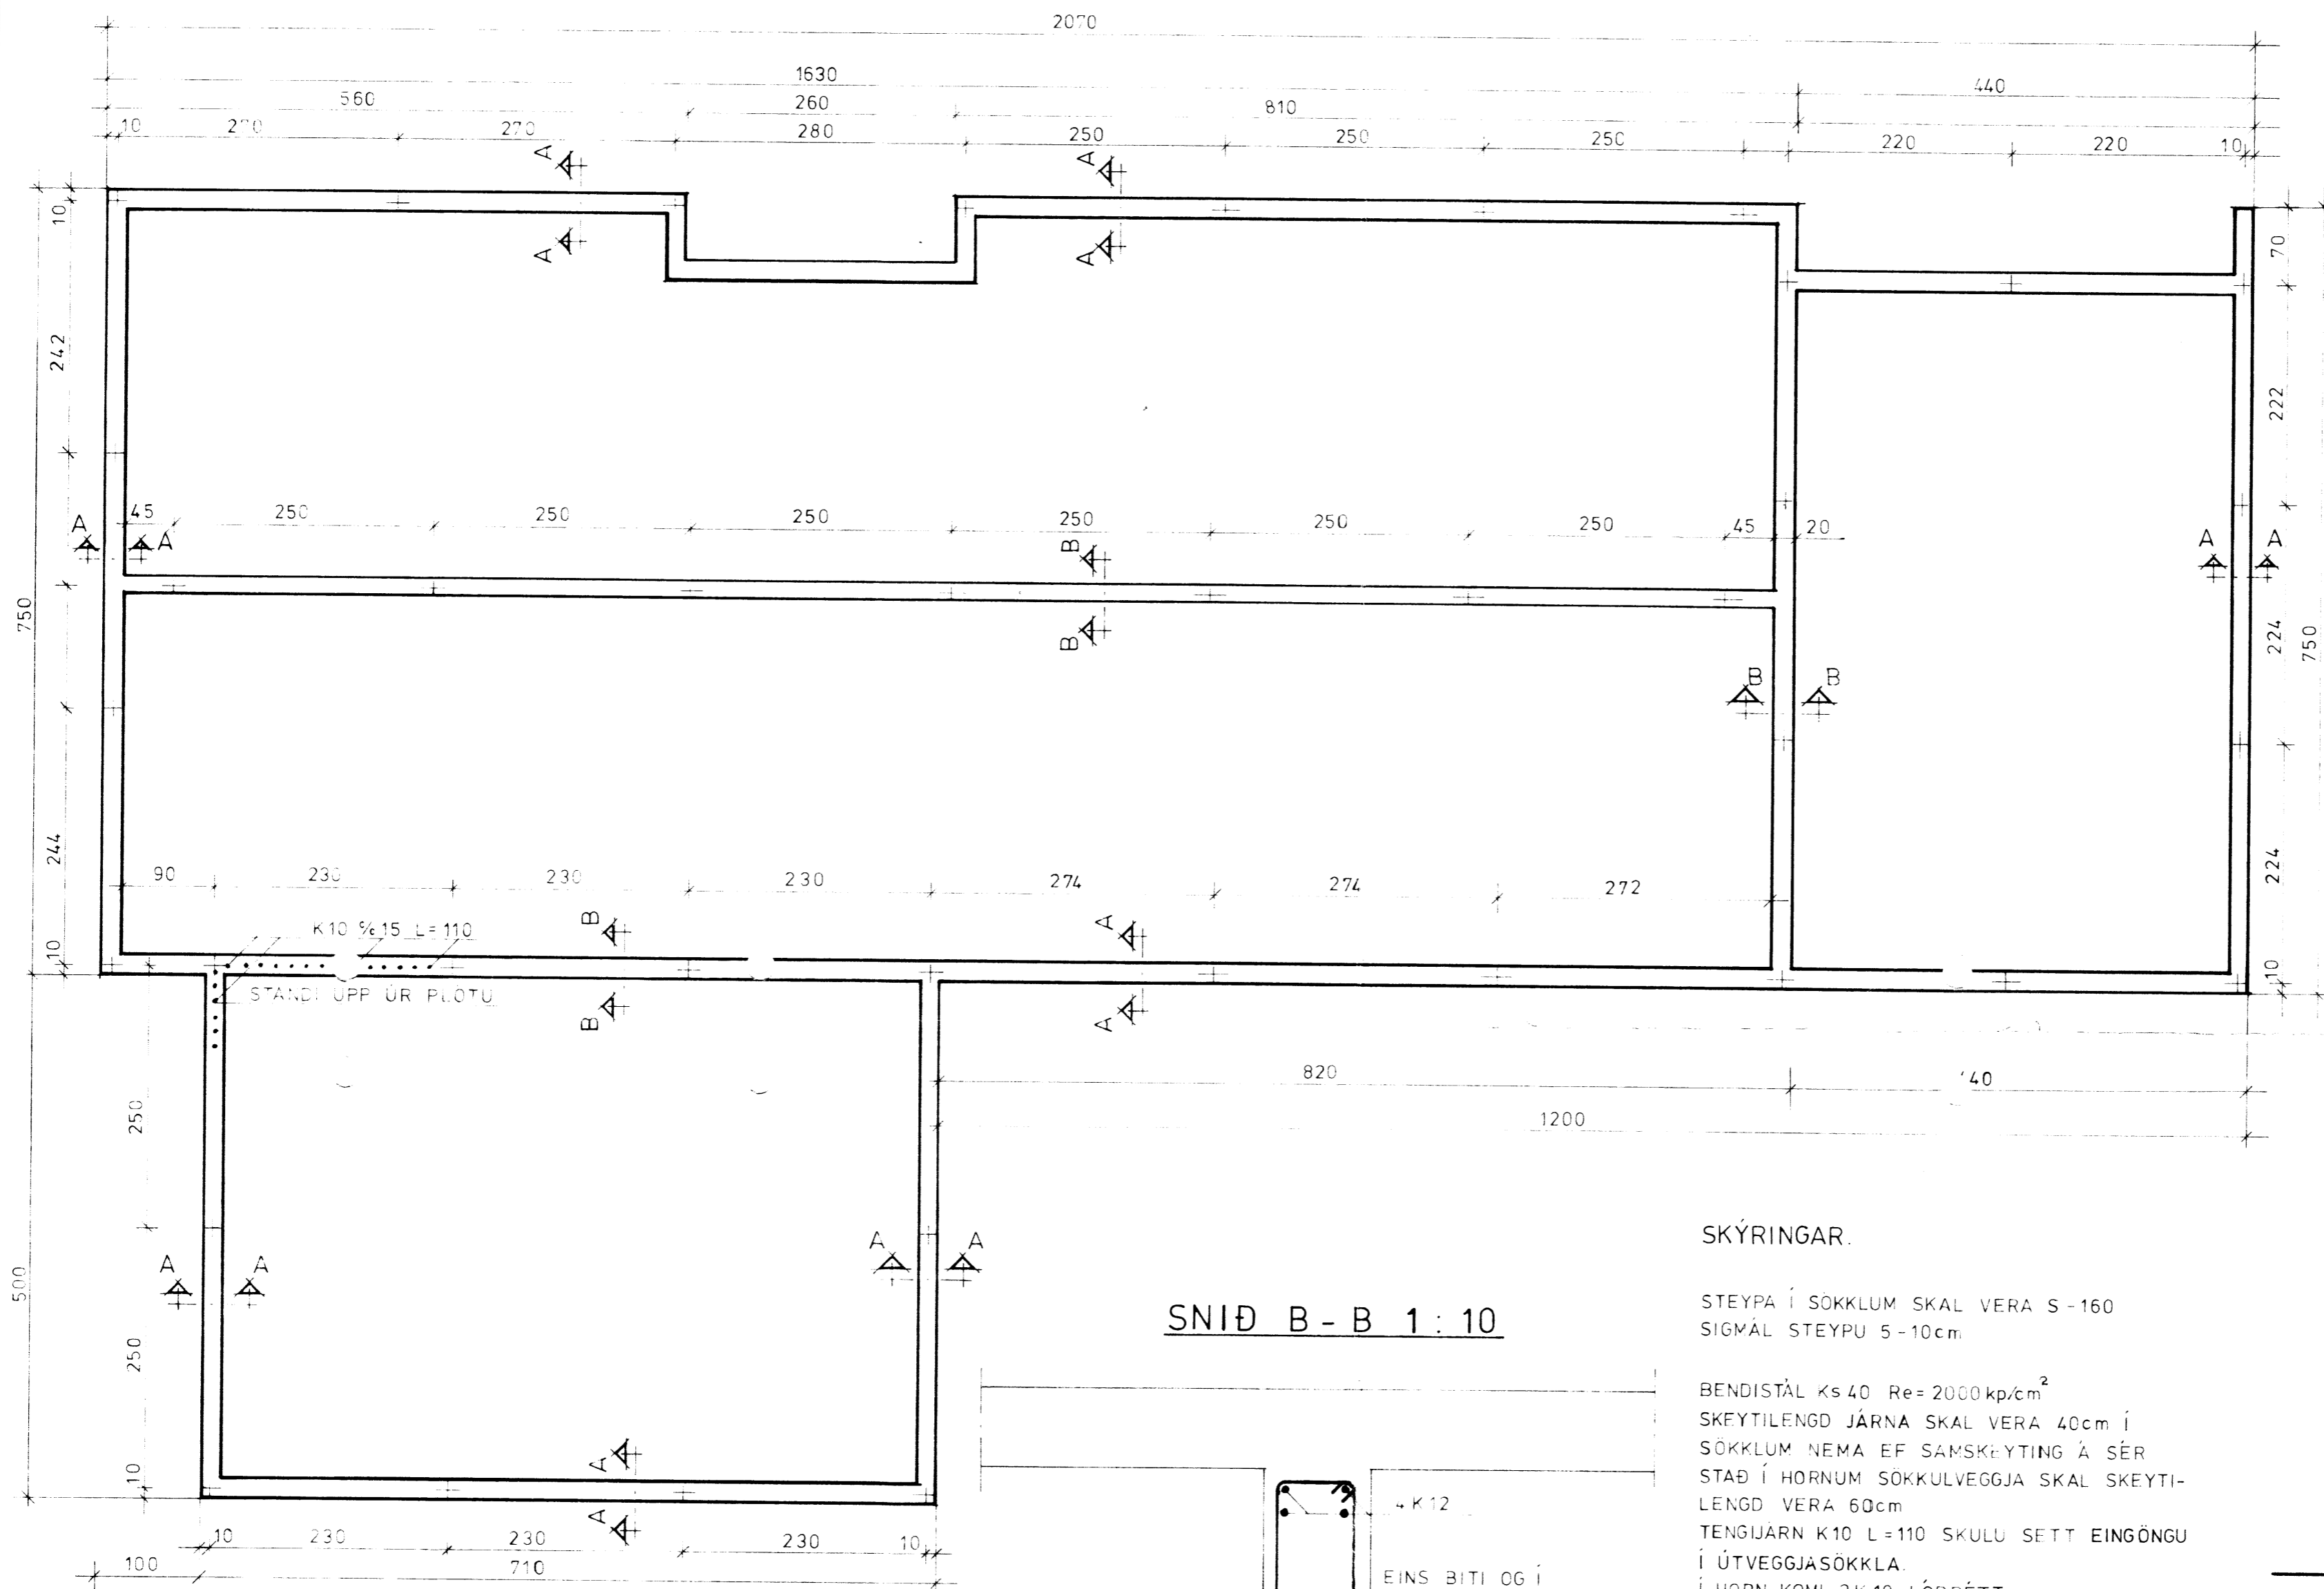 2070
1630
560 260 810 440
10 270 270 280 250 250 250 220 220 10
A A
A A
10
70
242
222
45 250 250 250 250 250 250 45 20
A A B A A
750
B
224 750
B B
244
224
90 230 230 230 274 274 272
K10 % 15 L=110
B A
10
10
STANDI UPP ÚR PLÖTU
B A
820
250
1200
A A A A
500
250
10
A
A
10 230 230 230 10
100 710
SNIÐ B-B 1:10
4 K12
EINS BITI OG Í
SKÝRINGAR.
STEYPA Í SÖKKLUM SKAL VERA S-160
SIGMÁL STEYPU 5-10cm
BENDISTÁL Ks 40 Re= 2000 kp/cm²
SKEYTILENGD JÁRNA SKAL VERA 40cm Í
SÖKKLUM NEMA EF SAMSKEYTING Á SÉR
STAÐ Í HORNUM SÖKKULVEGGJA SKAL SKEYTI-
LENGD VERA 60cm
TENGIJÁRN K10 L=110 SKULU SETT EINGÖNGU
Í ÚTVEGGJASÖKKLA.